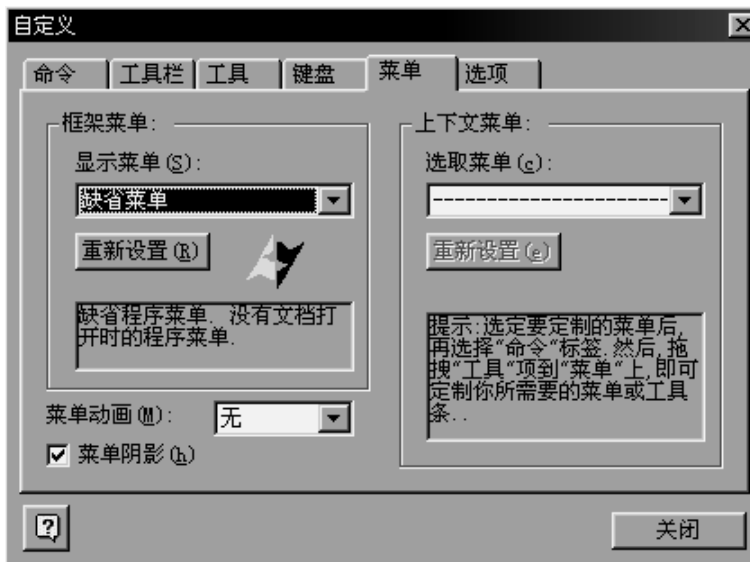 自定义
命令 工具栏 工具 键盘 菜单 选项
框架菜单:
显示菜单(S):
缺省菜单
重新设置(R)
缺省程序菜单. 没有文档打
开时的程序菜单.
菜单动画(M):
无
菜单阴影(h)
上下文菜单:
选取菜单(c):
-----------------------
重新设置(e)
提示:选定要定制的菜单后,
再选择"命令"标签.然后,拖
拽"工具"项到"菜单"上,即可
定制你所需要的菜单或工具
条..
关闭